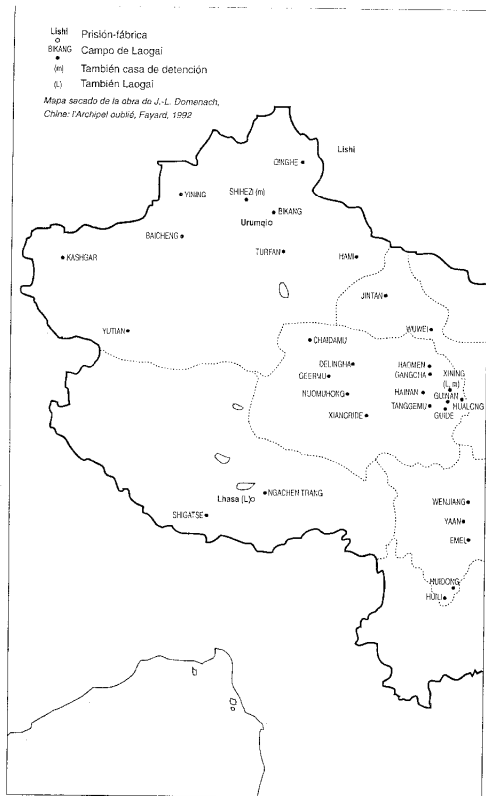 Lishi Prisión-fábrica
BIKANG Campo de Laogai
(m) También casa de detención
(L) También Laogai
Mapa sacado de la obra do J.-L. Domenach,
Chine: l'Archipel oublié, Fayard, 1992
QINGHE
Lishi
YINING
SHIHEZI (m)
BIKANG
Urumqi
BAICHENG
TURFAN
HAMI
KASHGAR
JINTAN
YUTIAN
WUWEI
CHAIDAMU
DELINGHA
HAOMEN
GEERMU
GANGCHA
XINING
(L, m)
NUOMUHONG
HAINAN
GUINAN
HUALONG
TANGGEMU
GUIDE
XIANGRIDE
NGACHEN TRANG
Lhasa (L)
SHIGATSE
WENJIANG
YAAN
EMEI
HUIDONG
HUILI